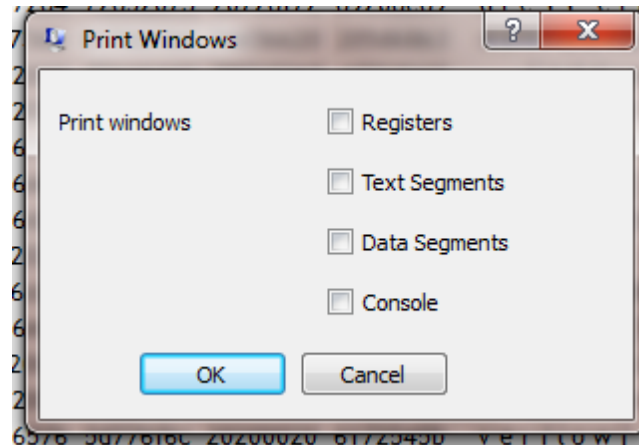 Print Windows
Print windows
Registers
Text Segments
Data Segments
Console
OK
Cancel